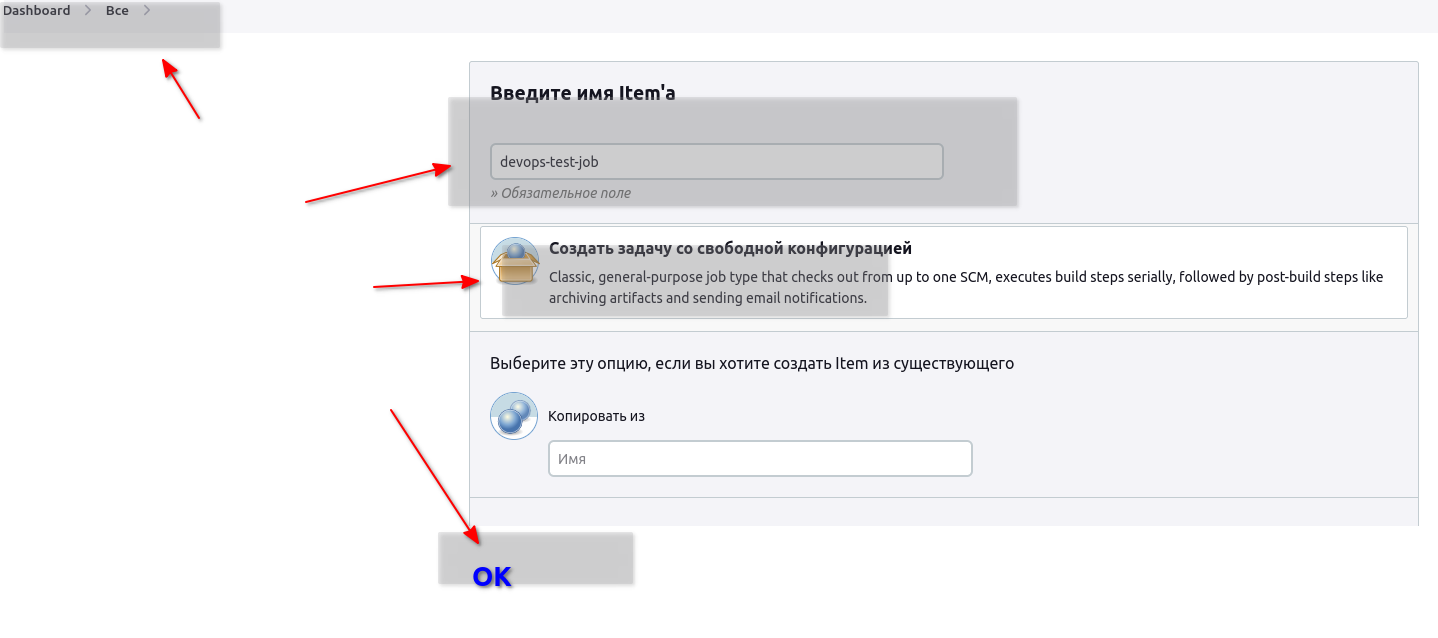 Dashboard > Все >
Введите имя Item'а
devops-test-job
» Обязательное поле
Создать задачу со свободной конфигурацией
Classic, general-purpose job type that checks out from up to one SCM, executes build steps serially, followed by post-build steps like
archiving artifacts and sending email notifications.
Выберите эту опцию, если вы хотите создать Item из существующего
Копировать из
Имя
OK